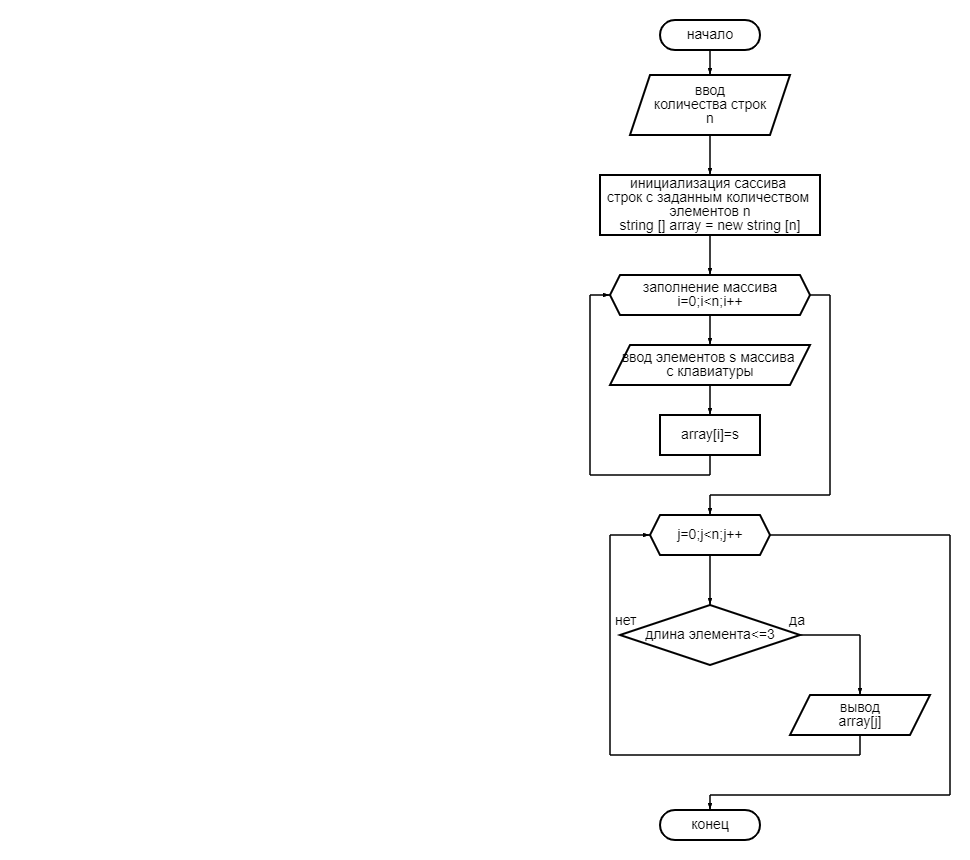 начало
ввод
количества строк
n
инициализация сассива
строк с заданным количеством
элементов n
string [] array = new string [n]
заполнение массива
i=0;i<n;i++
ввод элементов s массива
с клавиатуры
array[i]=s
j=0;j<n;j++
нет
да
длина элемента<=3
вывод
array[j]
конец